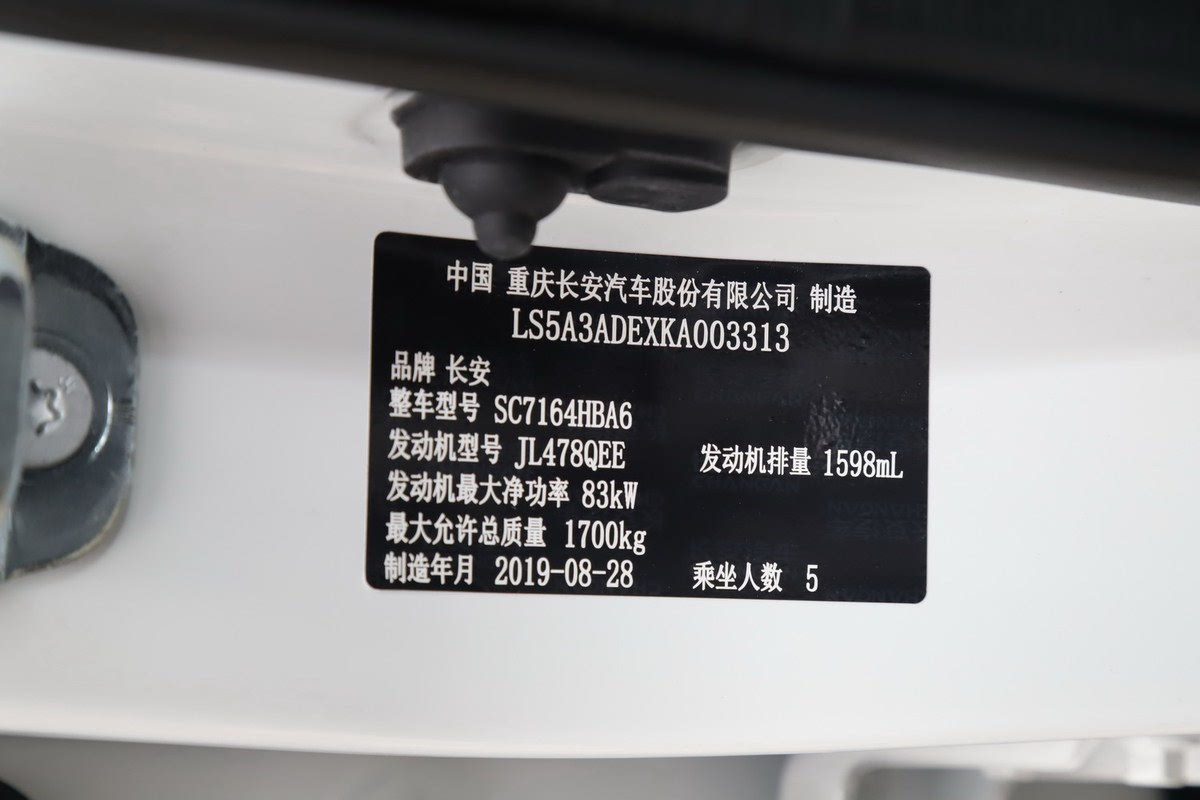 中国 重庆长安汽车股份有限公司 制造
LS5A3ADEXKA003313
品牌 长安
整车型号 SC7164HBA6
发动机型号 JL478QEE 发动机排量 1598mL
发动机最大净功率 83kW
最大允许总质量 1700kg
制造年月 2019-08-28 乘坐人数 5